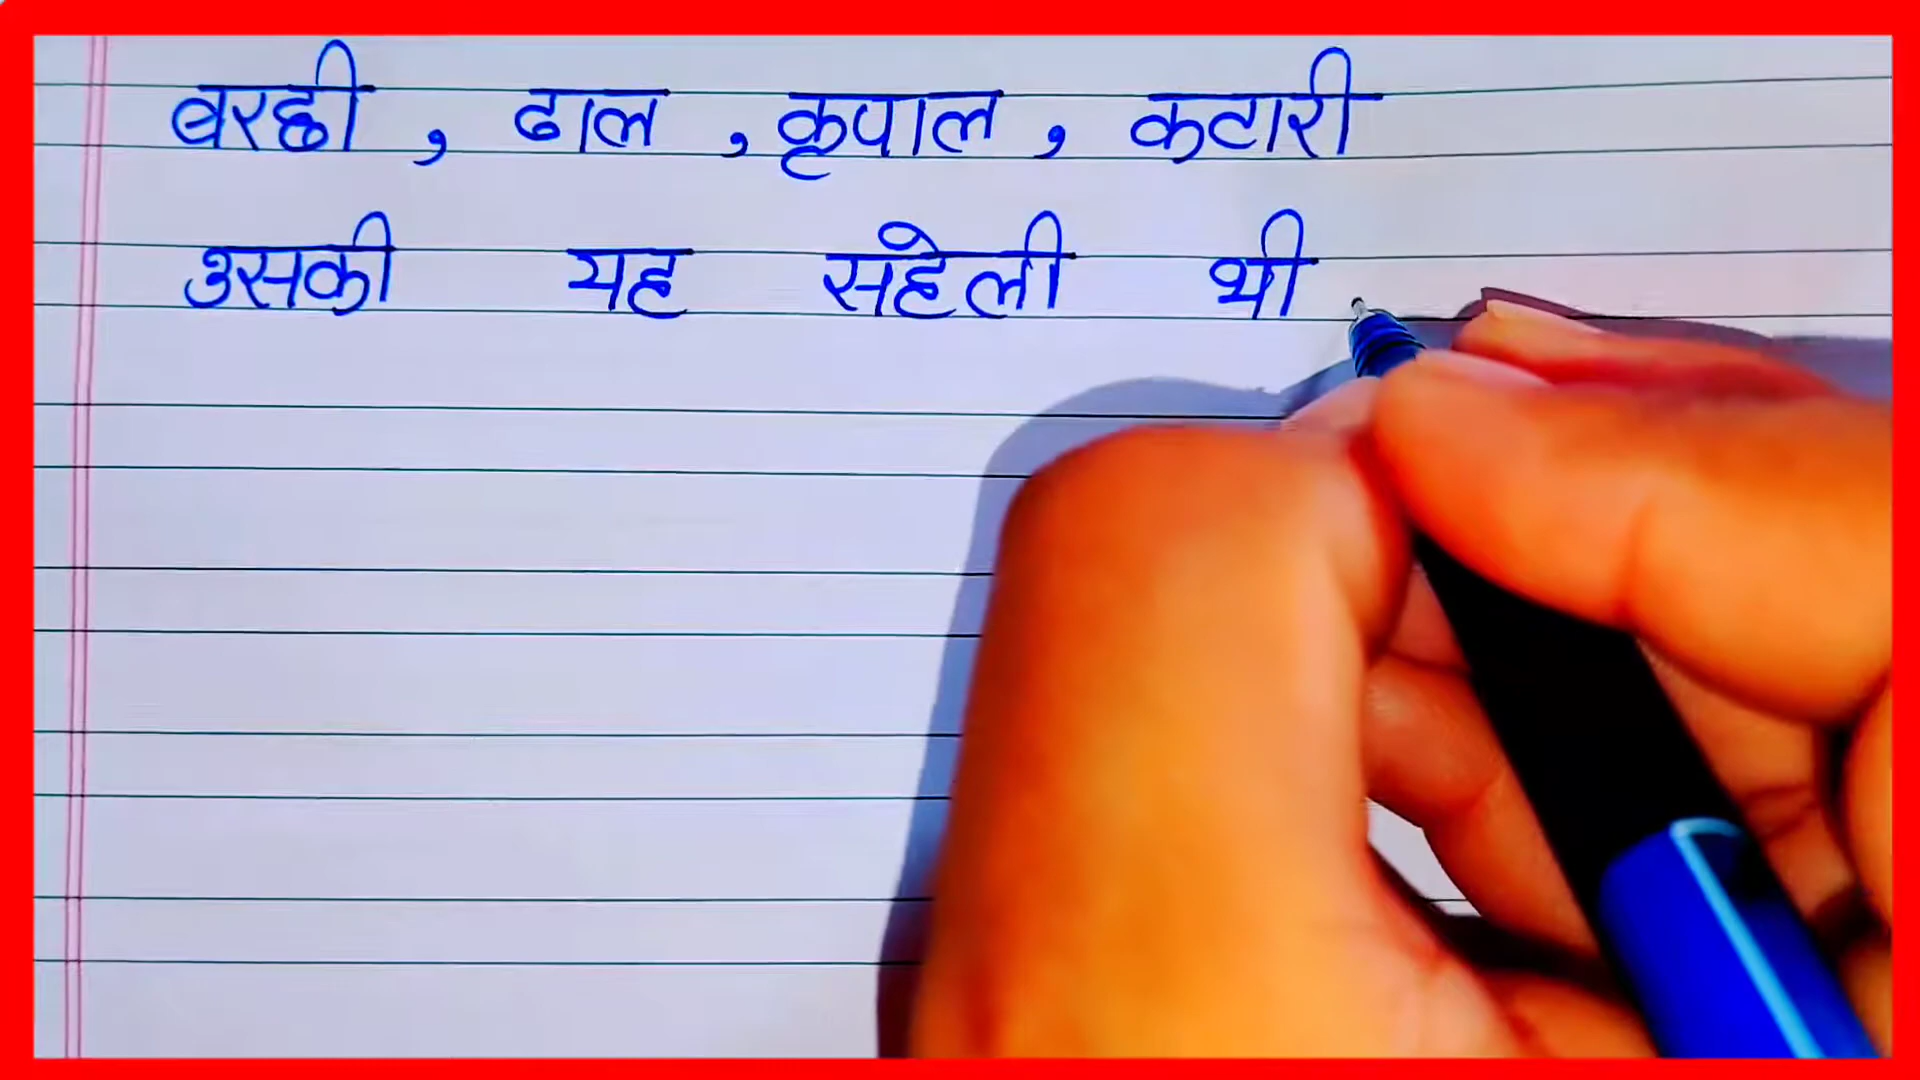 बरछी , ढाल , कृपाल , कटारी
उसकी यह सहेली थी